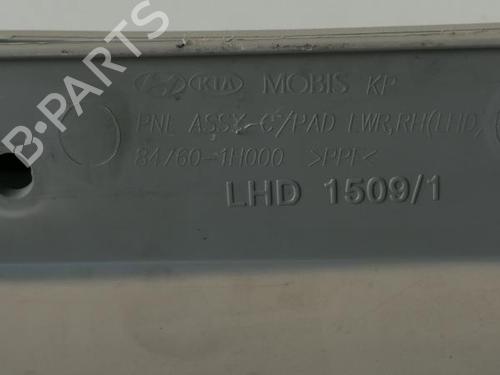 B-PARTS
KIA MOBIS KP
PNL ASSY-C/PAD LWR,RH(LHD,
84760-1H000 >PPF<
LHD 1509/1